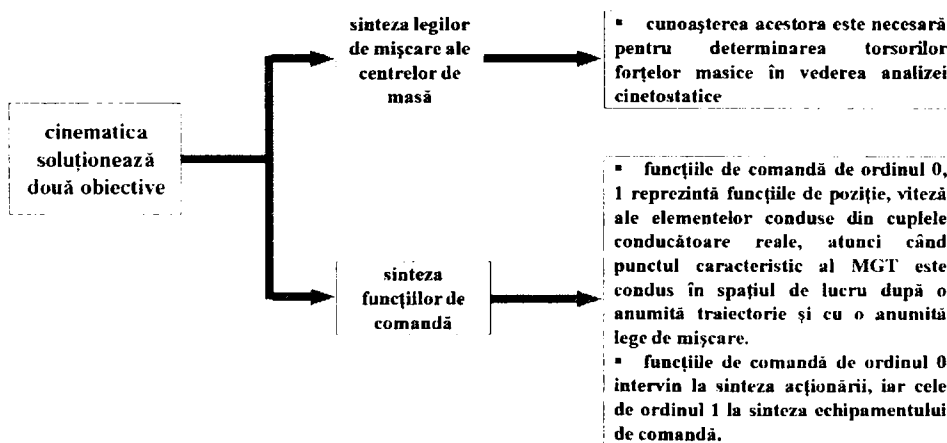 cinematica
soluționează
două obiective
sinteza legilor
de mișcare ale
centrelor de
masă
▪ cunoașterea acestora este necesară
pentru determinarea torsorilor
forțelor masice în vederea analizei
cinetostatice
sinteza
funcțiilor de
comandă
▪ funcțiile de comandă de ordinul 0,
1 reprezintă funcțiile de poziție, viteză
ale elementelor conduse din cuplele
conducătoare reale, atunci când
punctul caracteristic al MGT este
condus în spațiul de lucru după o
anumită traiectorie și cu o anumită
lege de mișcare.
▪ funcțiile de comandă de ordinul 0
intervin la sinteza acționării, iar cele
de ordinul 1 la sinteza echipamentului
de comandă.